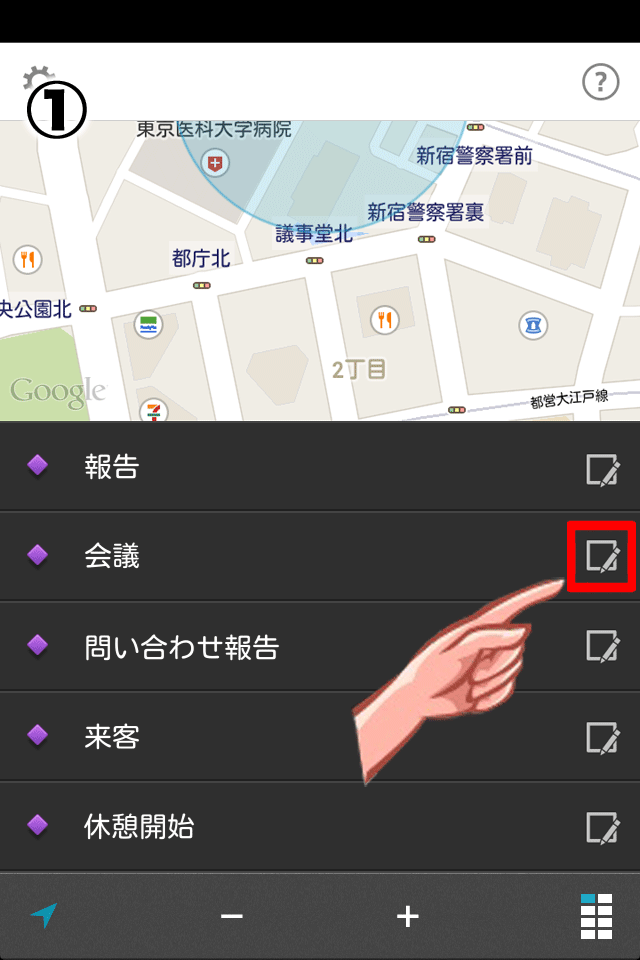 ①
?
東京医科大学病院
新宿警察署前
新宿警察署裏
議事堂北
都庁北
央公園北
FamilyMart
2丁目
Google
7
都営大江戸線
報告
会議
問い合わせ報告
来客
休憩開始
− +